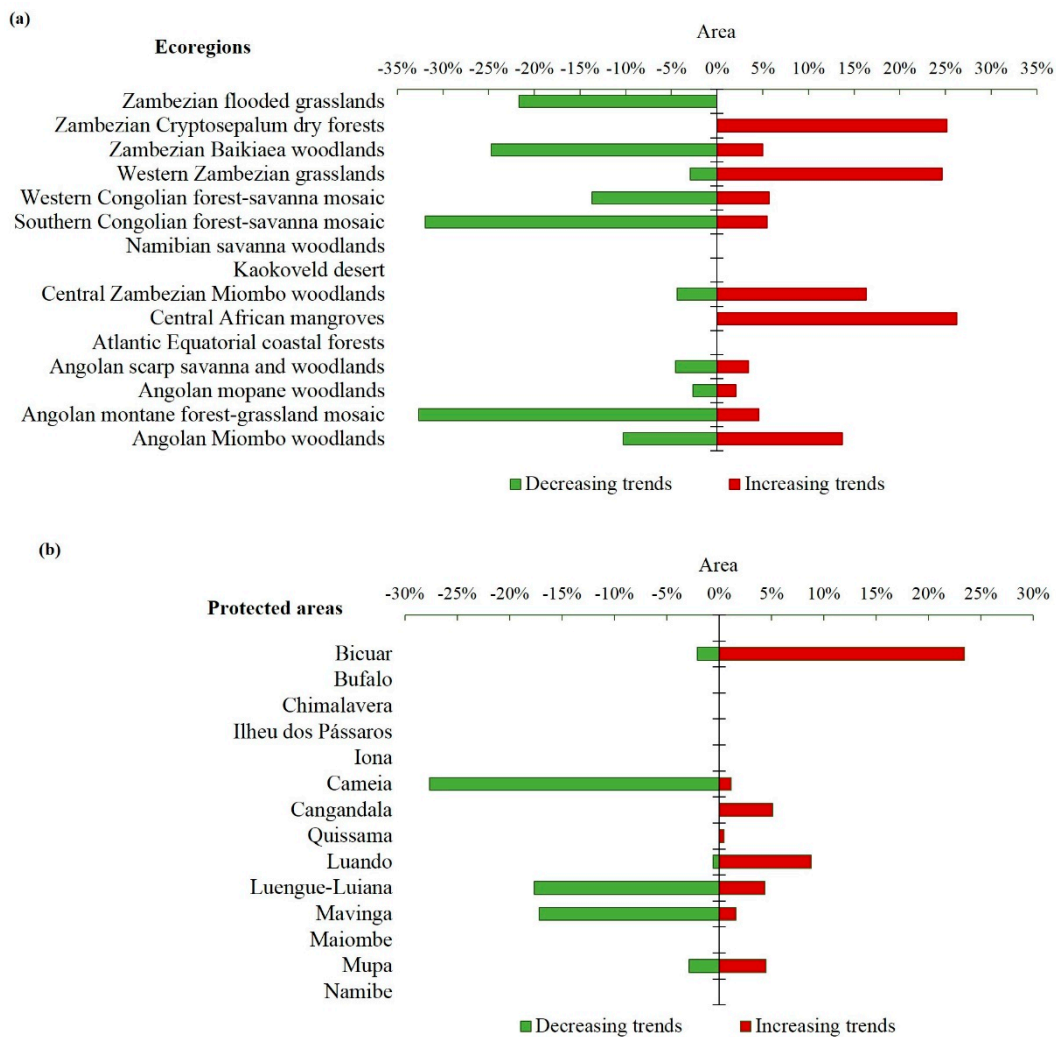 (a)
Ecoregions
Area
-35% -30% -25% -20% -15% -10% -5% 0% 5% 10% 15% 20% 25% 30% 35%
Zambezian flooded grasslands
Zambezian Cryptosepalum dry forests
Zambezian Baikiaea woodlands
Western Zambezian grasslands
Western Congolian forest-savanna mosaic
Southern Congolian forest-savanna mosaic
Namibian savanna woodlands
Kaokoveld desert
Central Zambezian Miombo woodlands
Central African mangroves
Atlantic Equatorial coastal forests
Angolan scarp savanna and woodlands
Angolan mopane woodlands
Angolan montane forest-grassland mosaic
Angolan Miombo woodlands
Decreasing trends Increasing trends
(b)
Area
Protected areas
-30% -25% -20% -15% -10% -5% 0% 5% 10% 15% 20% 25% 30%
Bicuar
Bufalo
Chimalavera
Ilheu dos Pássaros
Iona
Cameia
Cangandala
Quissama
Luando
Luengue-Luiana
Mavinga
Maiombe
Mupa
Namibe
Decreasing trends Increasing trends